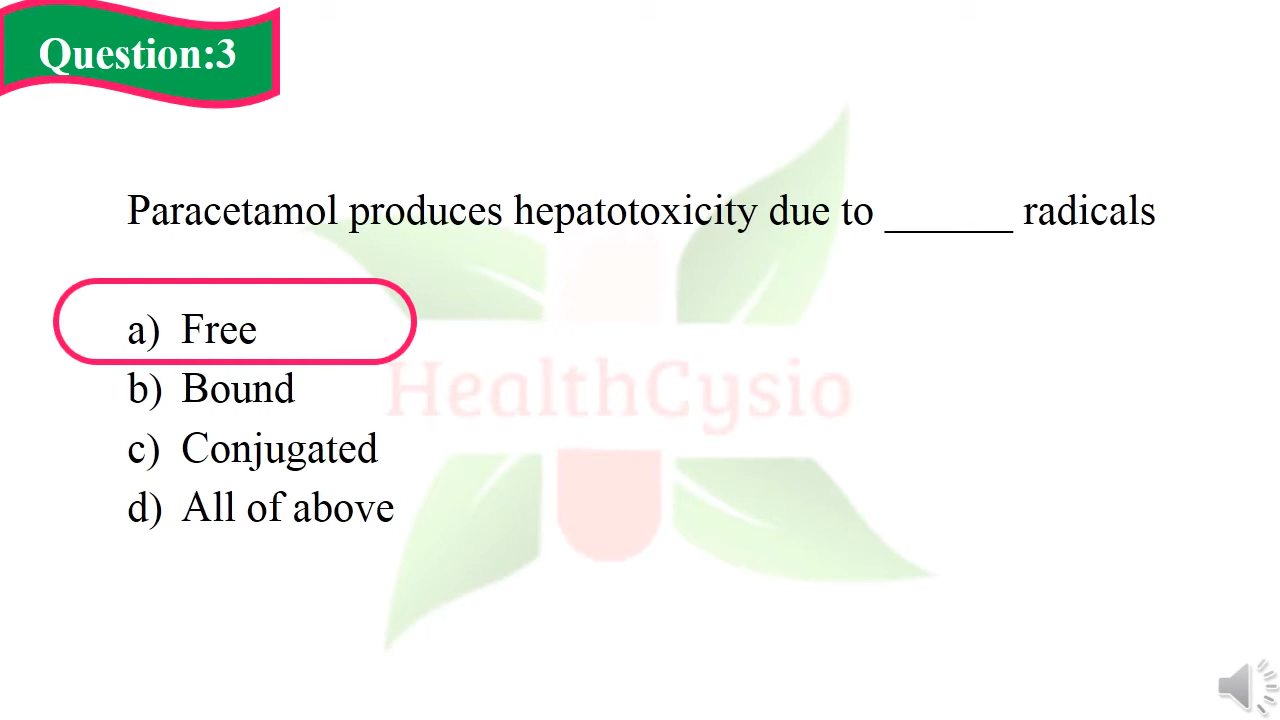 Question:3
Paracetamol produces hepatotoxicity due to ______ radicals
a) Free
HealthCysio
b) Bound
c) Conjugated
d) All of above